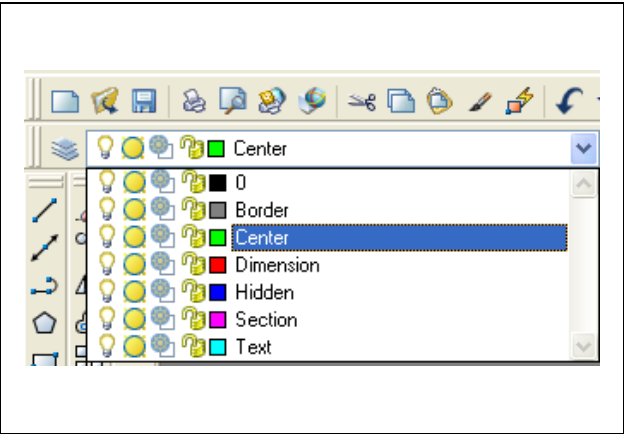 Center
0
Border
Center
Dimension
Hidden
Section
Text